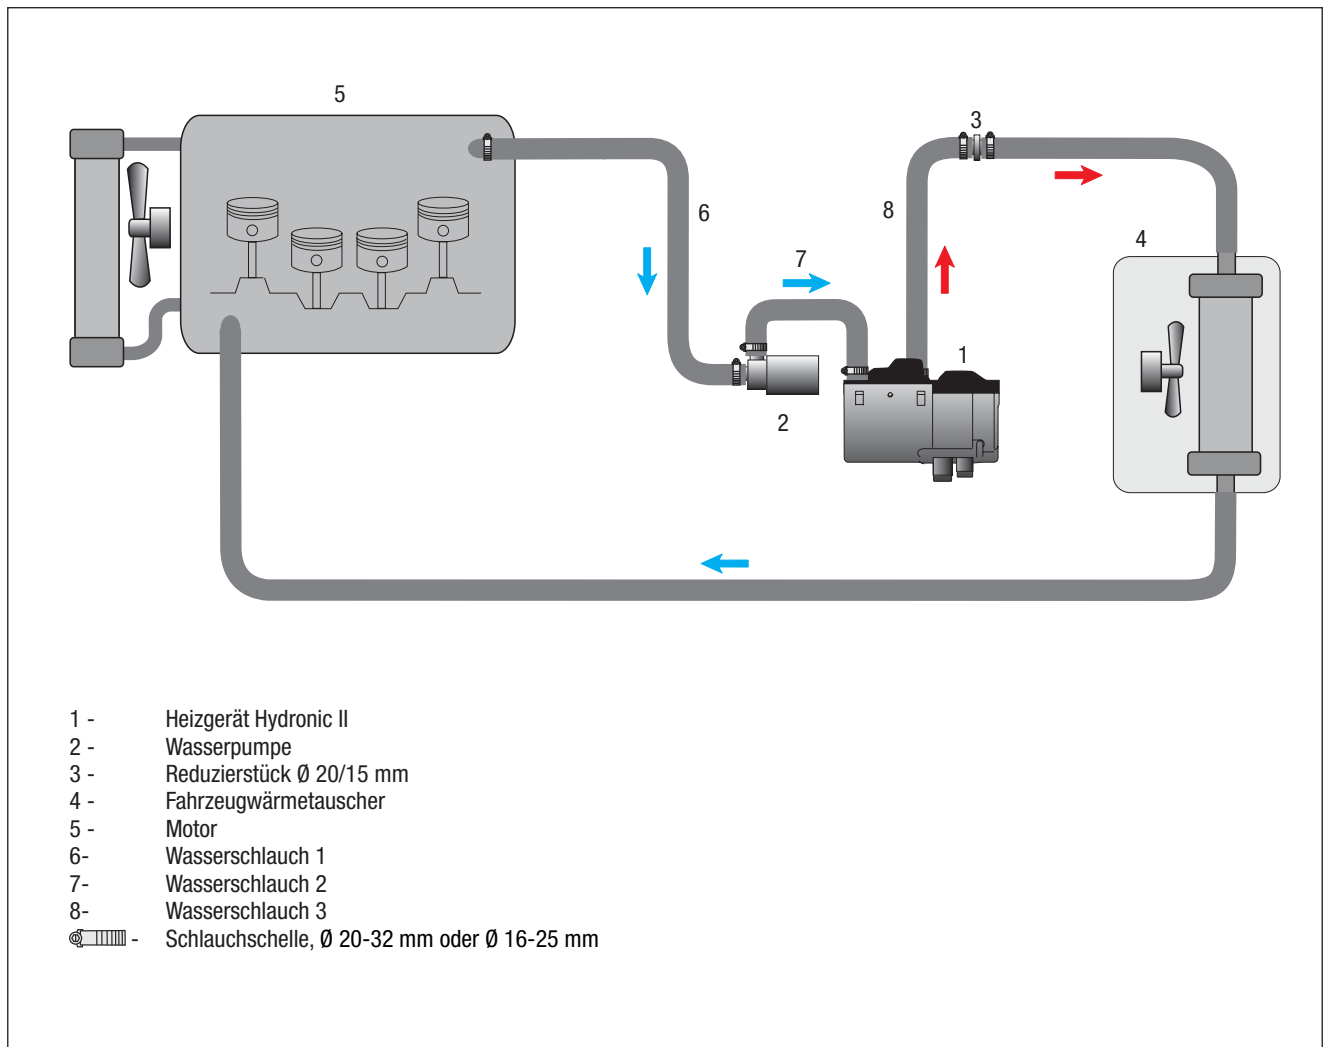 5
3
6
8
7
4
1
2
1 - Heizgerät Hydronic II
2 - Wasserpumpe
3 - Reduzierstück Ø 20/15 mm
4 - Fahrzeugwärmetauscher
5 - Motor
6- Wasserschlauch 1
7- Wasserschlauch 2
8- Wasserschlauch 3
- Schlauchschelle, Ø 20-32 mm oder Ø 16-25 mm